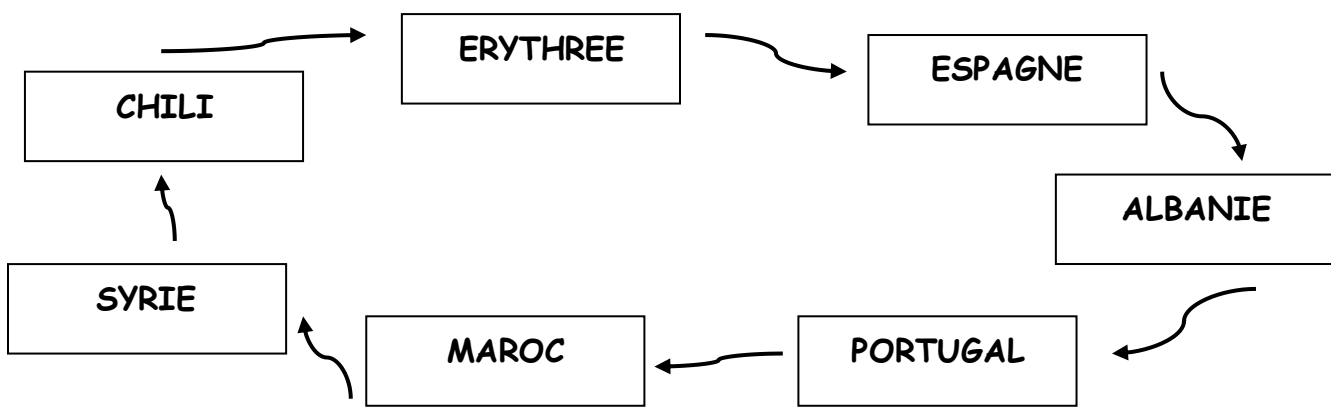 ERYTHREE
ESPAGNE
CHILI
ALBANIE
SYRIE
MAROC
PORTUGAL